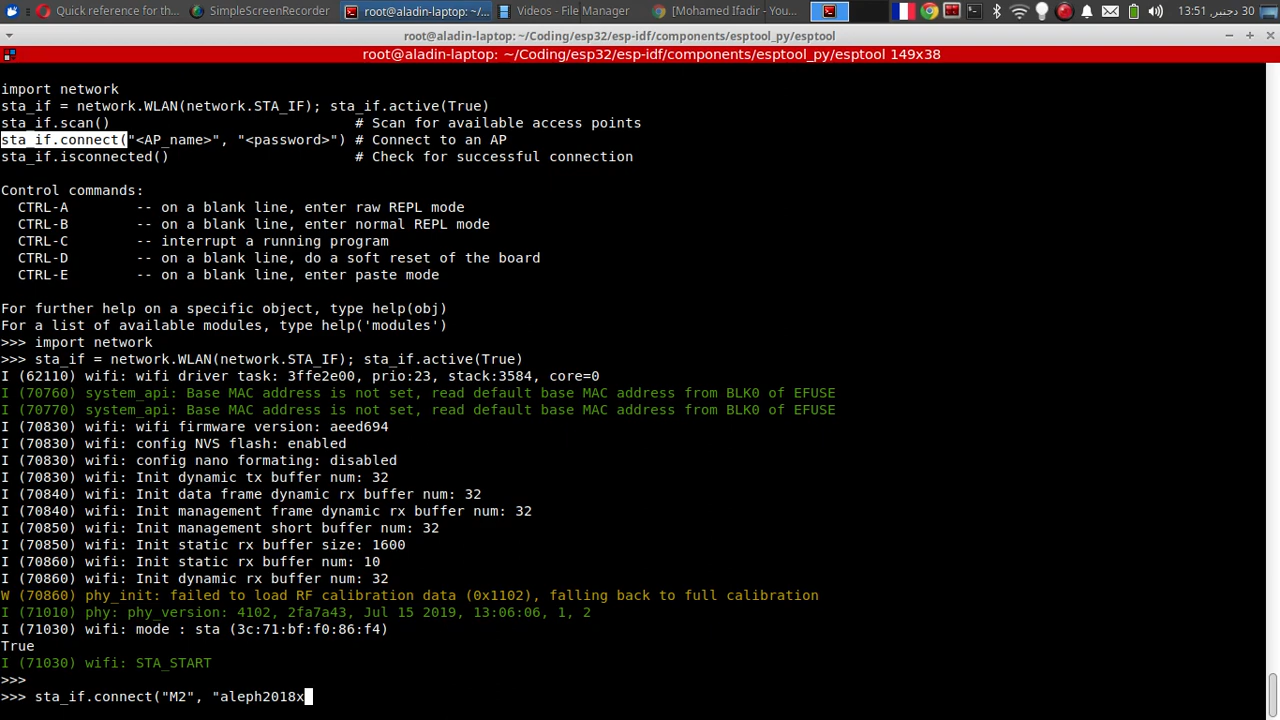 Quick reference for th...
SimpleScreenRecorder
root@aladin-laptop: ~/...
Videos - File Manager
[Mohamed Ifadir - You...
13:51 ,دجنبر 30
root@aladin-laptop: ~/Coding/esp32/esp-idf/components/esptool_py/esptool
root@aladin-laptop: ~/Coding/esp32/esp-idf/components/esptool_py/esptool 149x38
import network
sta_if = network.WLAN(network.STA_IF); sta_if.active(True)
sta_if.scan()                             # Scan for available access points
sta_if.connect("<AP_name>", "<password>") # Connect to an AP
sta_if.isconnected()                      # Check for successful connection
Control commands:
  CTRL-A        -- on a blank line, enter raw REPL mode
  CTRL-B        -- on a blank line, enter normal REPL mode
  CTRL-C        -- interrupt a running program
  CTRL-D        -- on a blank line, do a soft reset of the board
  CTRL-E        -- on a blank line, enter paste mode
For further help on a specific object, type help(obj)
For a list of available modules, type help('modules')
>>> import network
>>> sta_if = network.WLAN(network.STA_IF); sta_if.active(True)
I (62110) wifi: wifi driver task: 3ffe2e00, prio:23, stack:3584, core=0
I (70760) system_api: Base MAC address is not set, read default base MAC address from BLK0 of EFUSE
I (70770) system_api: Base MAC address is not set, read default base MAC address from BLK0 of EFUSE
I (70830) wifi: wifi firmware version: aeed694
I (70830) wifi: config NVS flash: enabled
I (70830) wifi: config nano formating: disabled
I (70830) wifi: Init dynamic tx buffer num: 32
I (70840) wifi: Init data frame dynamic rx buffer num: 32
I (70840) wifi: Init management frame dynamic rx buffer num: 32
I (70850) wifi: Init management short buffer num: 32
I (70850) wifi: Init static rx buffer size: 1600
I (70860) wifi: Init static rx buffer num: 10
I (70860) wifi: Init dynamic rx buffer num: 32
W (70860) phy_init: failed to load RF calibration data (0x1102), falling back to full calibration
I (71010) phy: phy_version: 4102, 2fa7a43, Jul 15 2019, 13:06:06, 1, 2
I (71030) wifi: mode : sta (3c:71:bf:f0:86:f4)
True
I (71030) wifi: STA_START
>>>
>>> sta_if.connect("M2", "aleph2018x